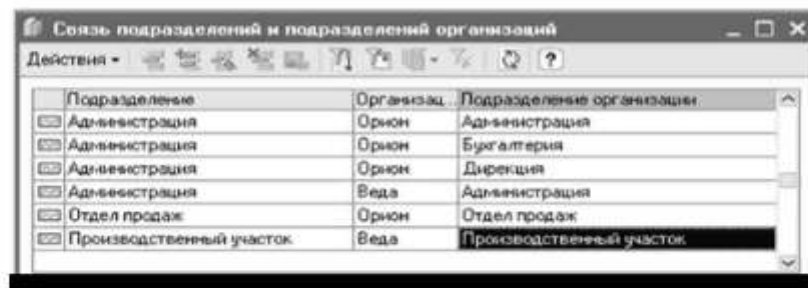 Связь подразделений и подразделений организаций
Действия
?
Подразделение Организац... Подразделение организации
Администрация Орион Администрация
Администрация Орион Бухгалтерия
Администрация Орион Дирекция
Администрация Веда Администрация
Отдел продаж Орион Отдел продаж
Производственный участок Веда Производственный участок